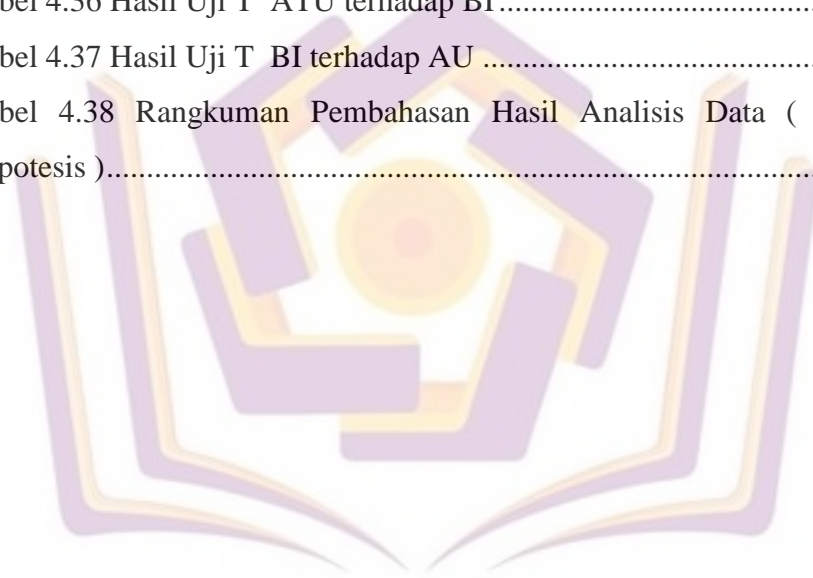 bel 4.36 Hasil Uji T ATU terhadap BI......................................
bel 4.37 Hasil Uji T BI terhadap AU ........................................
bel 4.38 Rangkuman Pembahasan Hasil Analisis Data (
potesis )........................................................................................